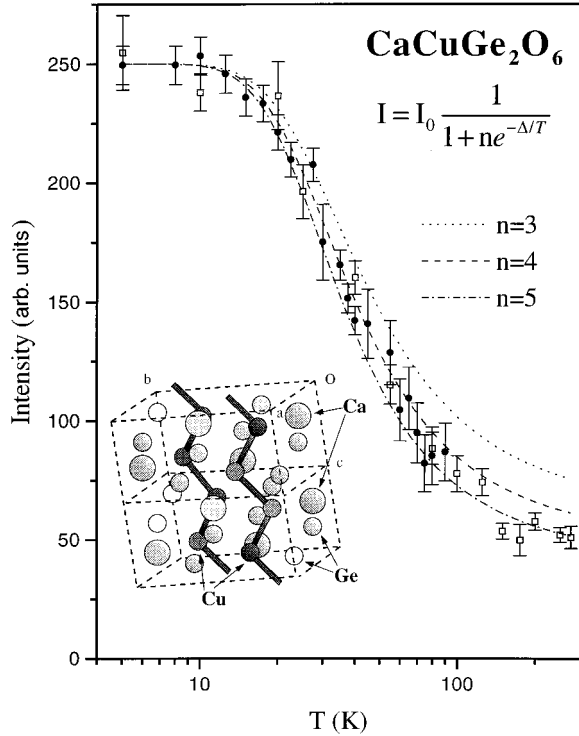 CaCuGe₂O₆
I = I₀ 1
1 + ne^{-Δ/T}
n=3
n=4
n=5
Intensity (arb. units)
250
200
150
100
50
0
b
a
O
c
Ca
Cu
Ge
10
100
T (K)